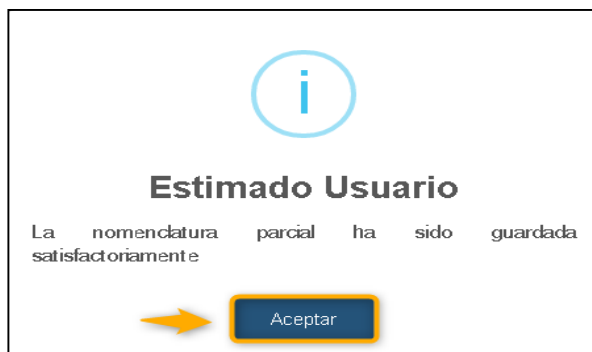 i
Estimado Usuario
La nomenclatura parcial ha sido guardada
satisfactoriamente
Aceptar